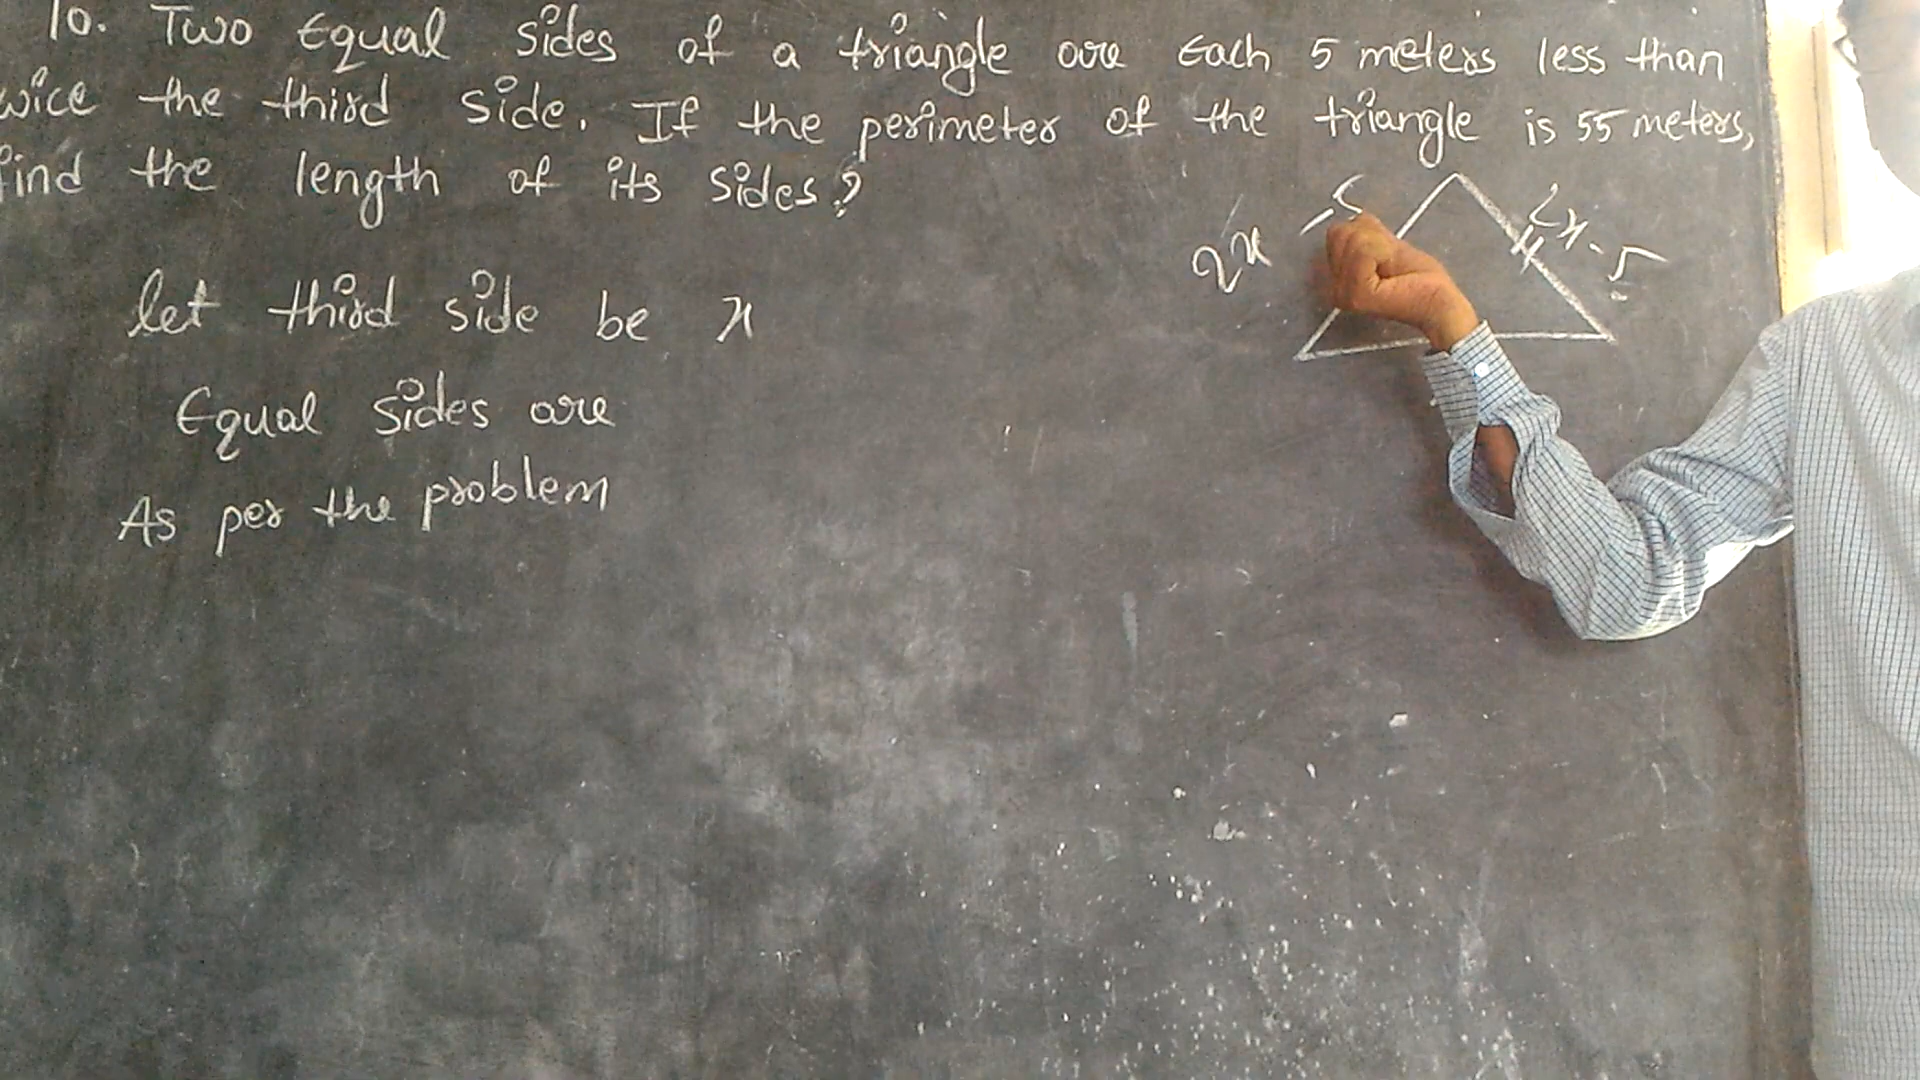 10. Two Equal sides of a triangle are Each 5 meters less than
wice the third side. If the perimeter of the triangle is 55 meters,
find the length of its sides?
2x - 5
2x - 5
let third side be x
Equal sides are
As per the problem